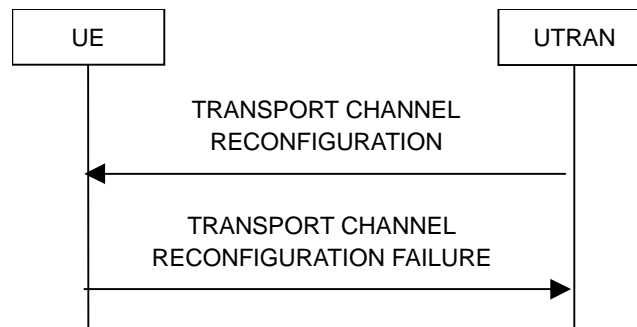 UE
UTRAN
TRANSPORT CHANNEL
RECONFIGURATION
TRANSPORT CHANNEL
RECONFIGURATION FAILURE